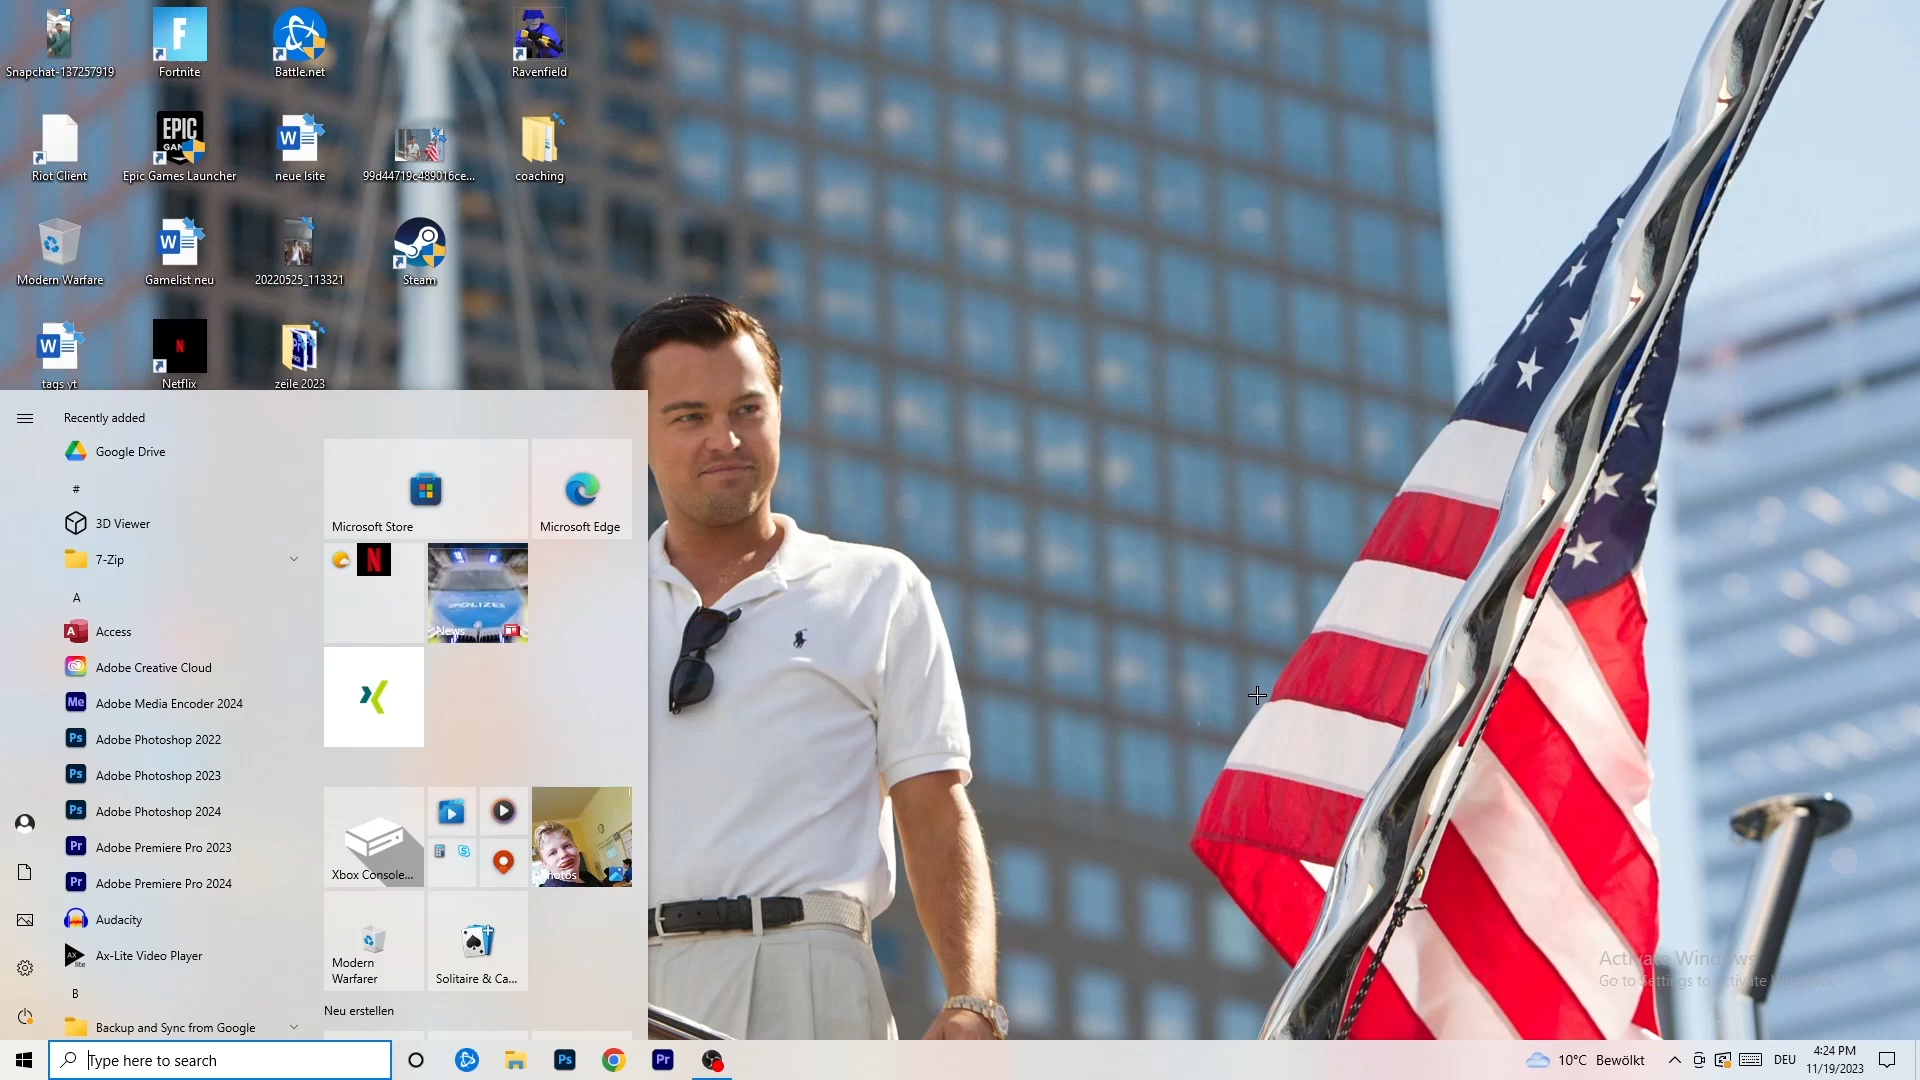 Snapchat-137257919
Fortnite
Battle.net
Ravenfield
Riot Client
EPIC
Epic Games Launcher
neue lsite
99d44719c489016ce...
coaching
Modern Warfare
Gamelist neu
20220525_113321
Steam
tags yt
Netflix
zeile 2023
Recently added
Google Drive
#
3D Viewer
7-Zip
A
Access
Adobe Creative Cloud
Adobe Media Encoder 2024
Adobe Photoshop 2022
Adobe Photoshop 2023
Adobe Photoshop 2024
Adobe Premiere Pro 2023
Adobe Premiere Pro 2024
Audacity
Ax-Lite Video Player
B
Backup and Sync from Google
Microsoft Store
Microsoft Edge
POLIZEI
News
Xbox Console...
Photos
Modern
Warfarer
Solitaire & Ca...
Neu erstellen
Activate Windows
Go to Settings to activate Windows.
Type here to search
10°C Bewölkt
DEU
4:24 PM
11/19/2023